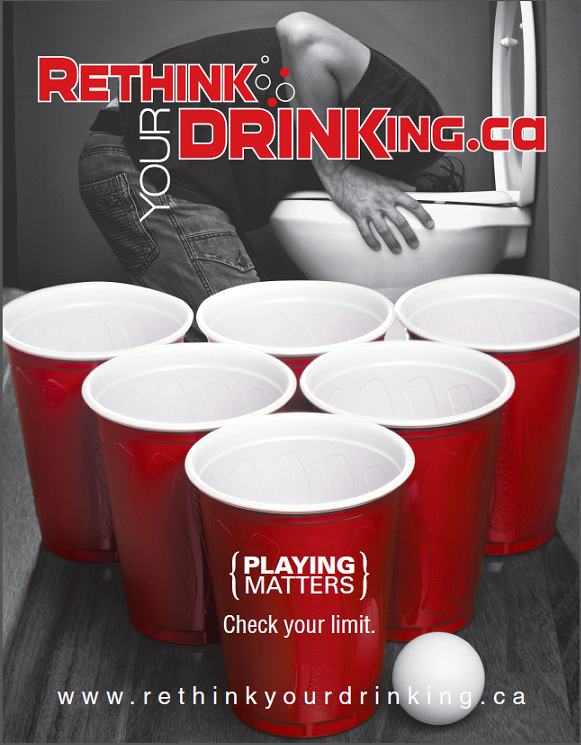 RETHINK
YOUR
DRINKING.ca
{PLAYING
MATTERS}
Check your limit.
www.rethinkyourdrinking.ca